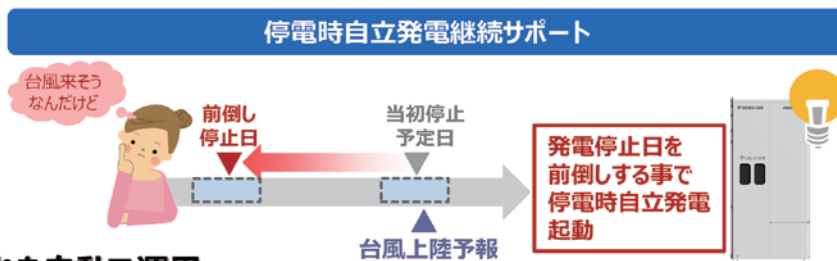 停電時自立発電継続サポート
台風来そう
なんだけど
前倒し
停止日
当初停止
予定日
台風上陸予報
発電停止日を
前倒しする事で
停電時自立発電
起動